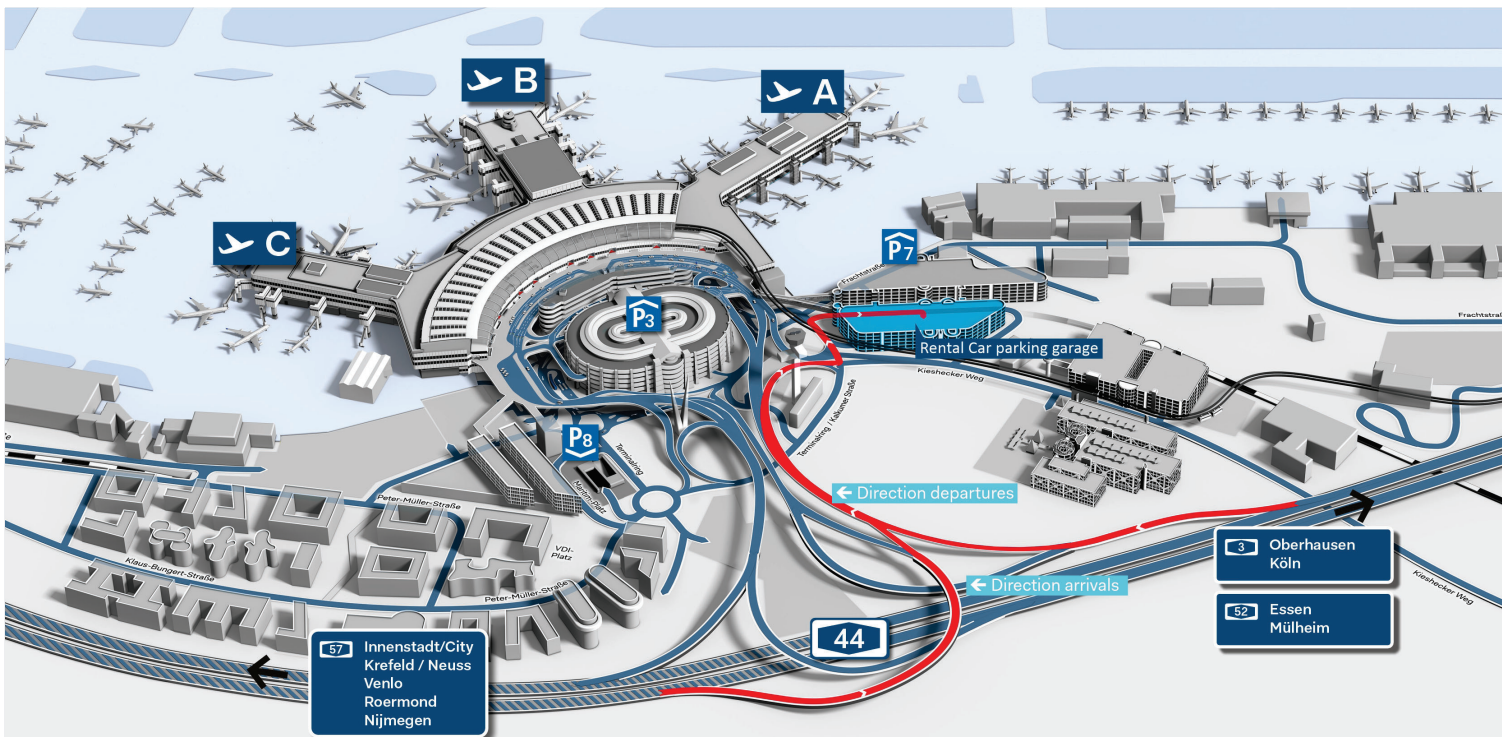 B
A
C
P7
Frachtstraße
P3
Rental Car parking garage
Frachtstraße
Kieshecker Weg
Terminalring / Kalkumer Straße
P8
Terminalring
Maritim-Platz
Peter-Müller-Straße
← Direction departures
VDI-
Platz
Klaus-Bungert-Straße
Peter-Müller-Straße
← Direction arrivals
3 Oberhausen
Köln
Kieshecker Weg
52 Essen
Mülheim
44
57 Innenstadt/City
Krefeld / Neuss
Venlo
Roermond
Nijmegen